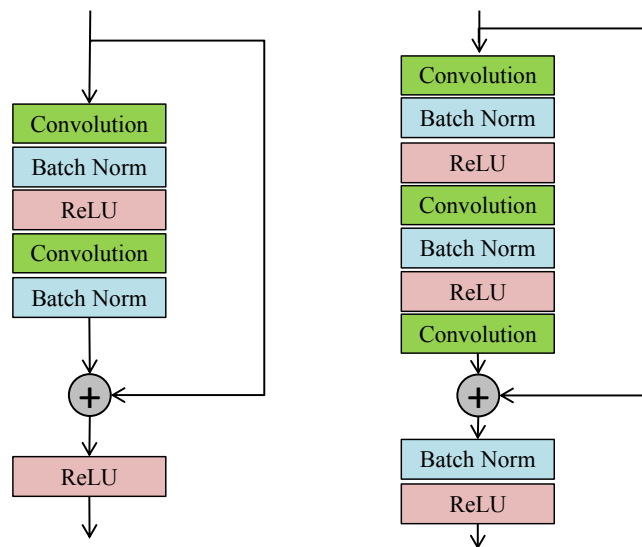 Convolution
Batch Norm
ReLU
Convolution
Batch Norm
+
ReLU
Convolution
Batch Norm
ReLU
Convolution
Batch Norm
ReLU
Convolution
+
Batch Norm
ReLU